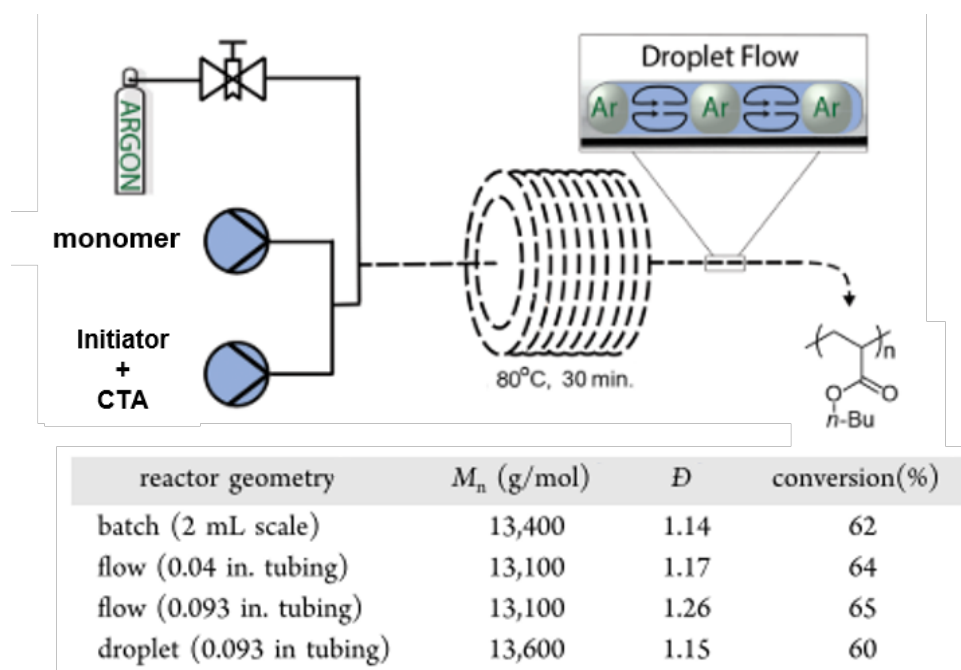 Droplet Flow
Ar Ar Ar
ARGON
monomer
Initiator
+
CTA
80°C, 30 min.
n
O
O
n-Bu
reactor geometry Mn (g/mol) Đ conversion(%)
batch (2 mL scale) 13,400 1.14 62
flow (0.04 in. tubing) 13,100 1.17 64
flow (0.093 in. tubing) 13,100 1.26 65
droplet (0.093 in tubing) 13,600 1.15 60